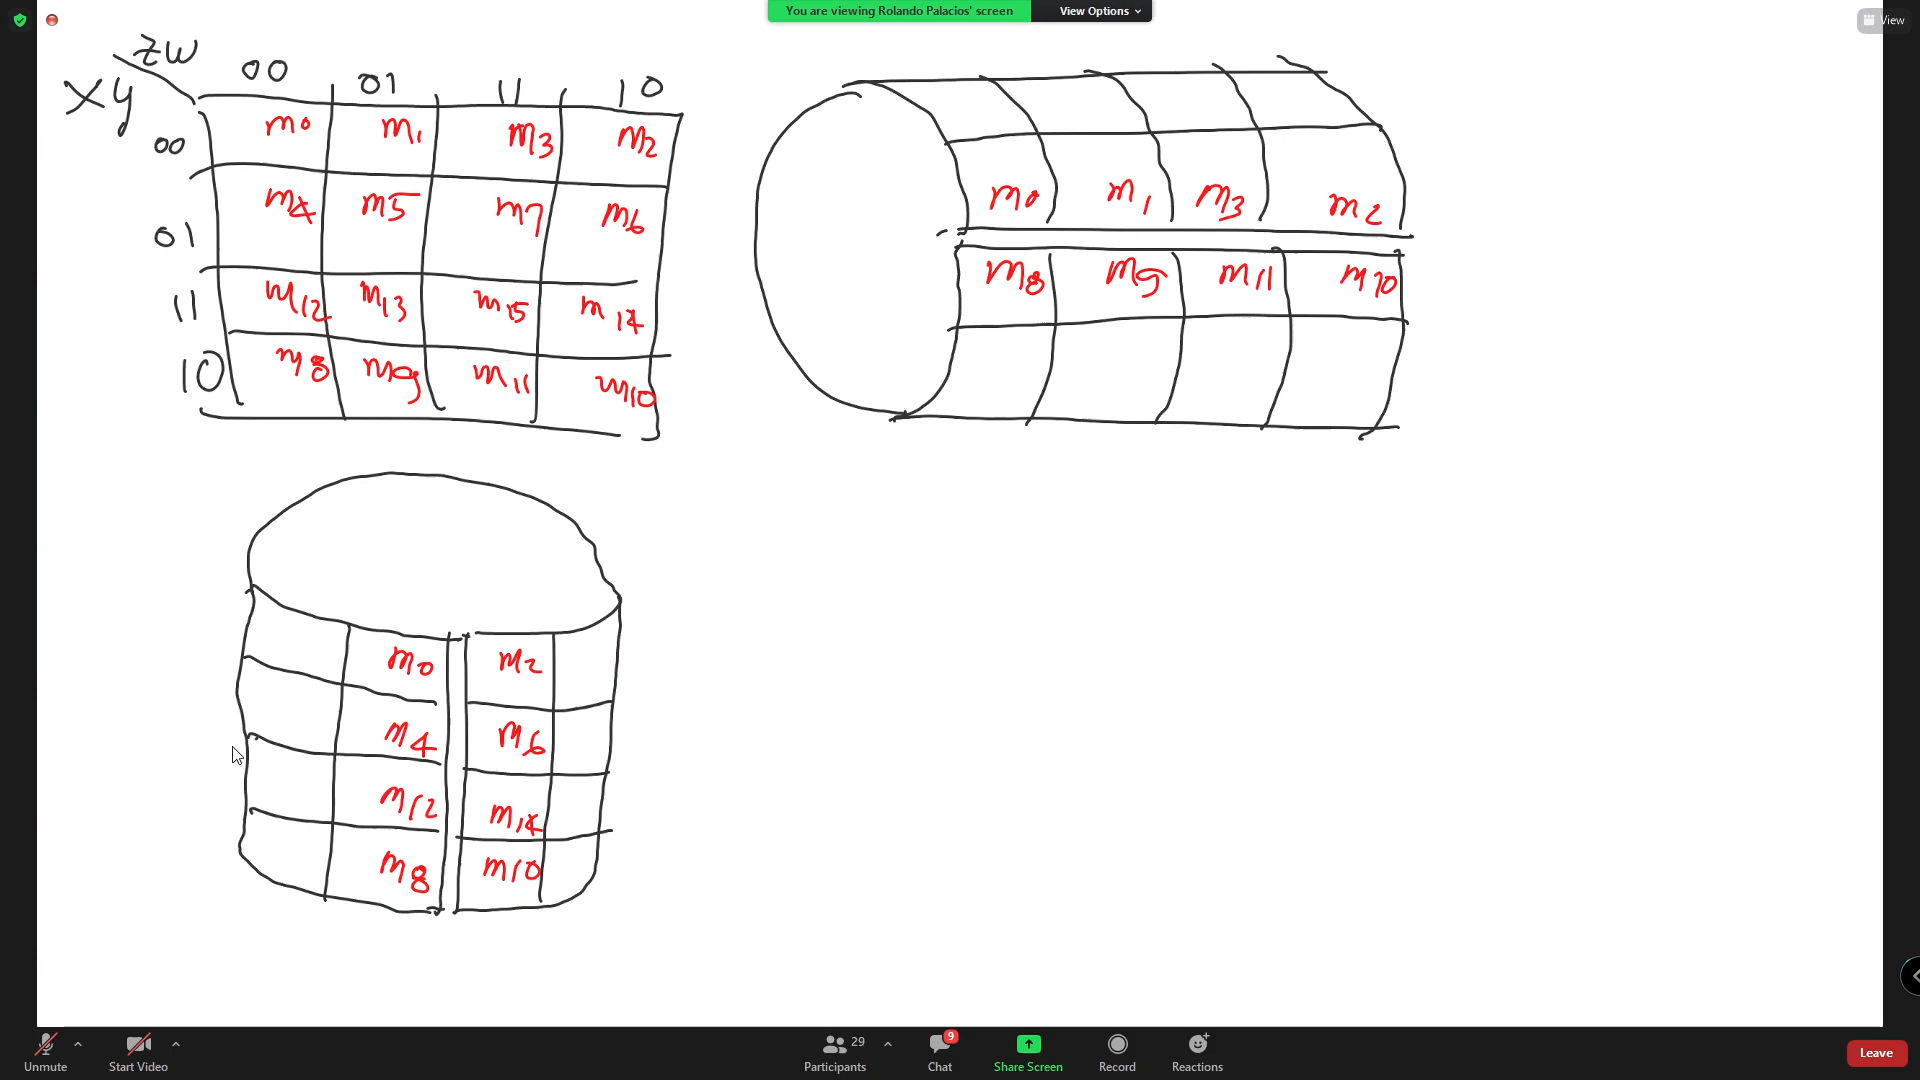 You are viewing Rolando Palacios' screen View Options
View
zw
xy
00 01 11 10
00 m0 m1 m3 m2
01 m4 m5 m7 m6
11 m12 m13 m15 m14
10 m8 m9 m11 m10
m0 m1 m3 m2
m8 m9 m11 m10
m0 m2
m4 m6
m12 m14
m8 m10
29
9
Unmute Start Video Participants Chat Share Screen Record Reactions Leave